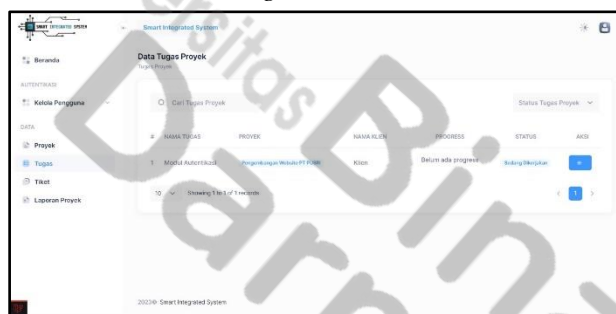 SMART INTEGRATED SYSTEM
Smart Integrated System
Beranda
Data Tugas Proyek
Tugas Proyek
AUTENTIKASI
Kelola Pengguna
Cari Tugas Proyek
Status Tugas Proyek
DATA
Proyek
Tugas
Tiket
Laporan Proyek
# NAMA TUGAS PROYEK NAMA KLIEN PROGRESS STATUS AKSI
1 Modul Autentikasi Pengembangan Website PT Klien Belum ada progress Sedang Dikerjakan
10 Showing 1 to 1 of 1 records 1
2023© Smart Integrated System